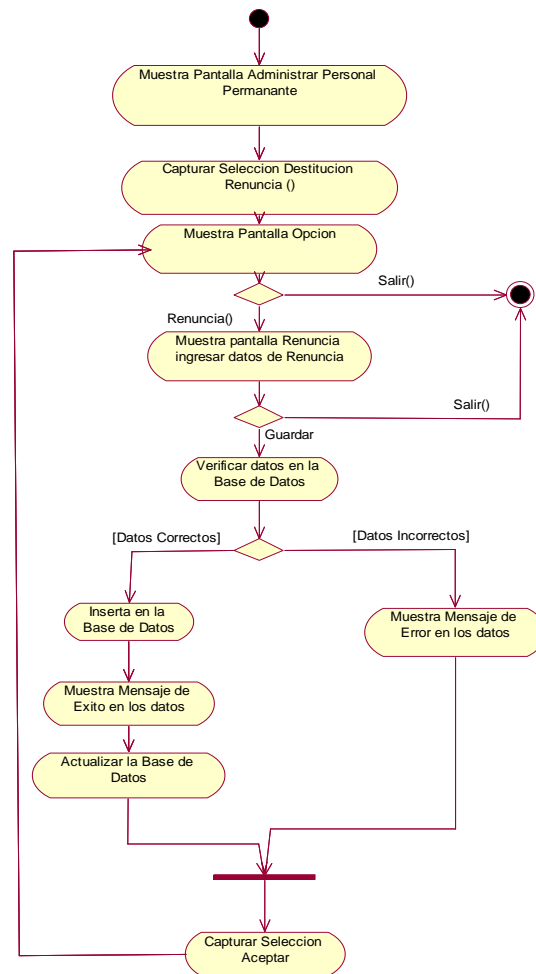 Muestra Pantalla Administrar Personal
Permanante
Capturar Seleccion Destitucion
Renuncia ()
Muestra Pantalla Opcion
Salir()
Renuncia()
Muestra pantalla Renuncia
ingresar datos de Renuncia
Salir()
Guardar
Verificar datos en la
Base de Datos
[Datos Correctos]
[Datos Incorrectos]
Inserta en la
Base de Datos
Muestra Mensaje de
Error en los datos
Muestra Mensaje de
Exito en los datos
Actualizar la Base de
Datos
Capturar Seleccion
Aceptar